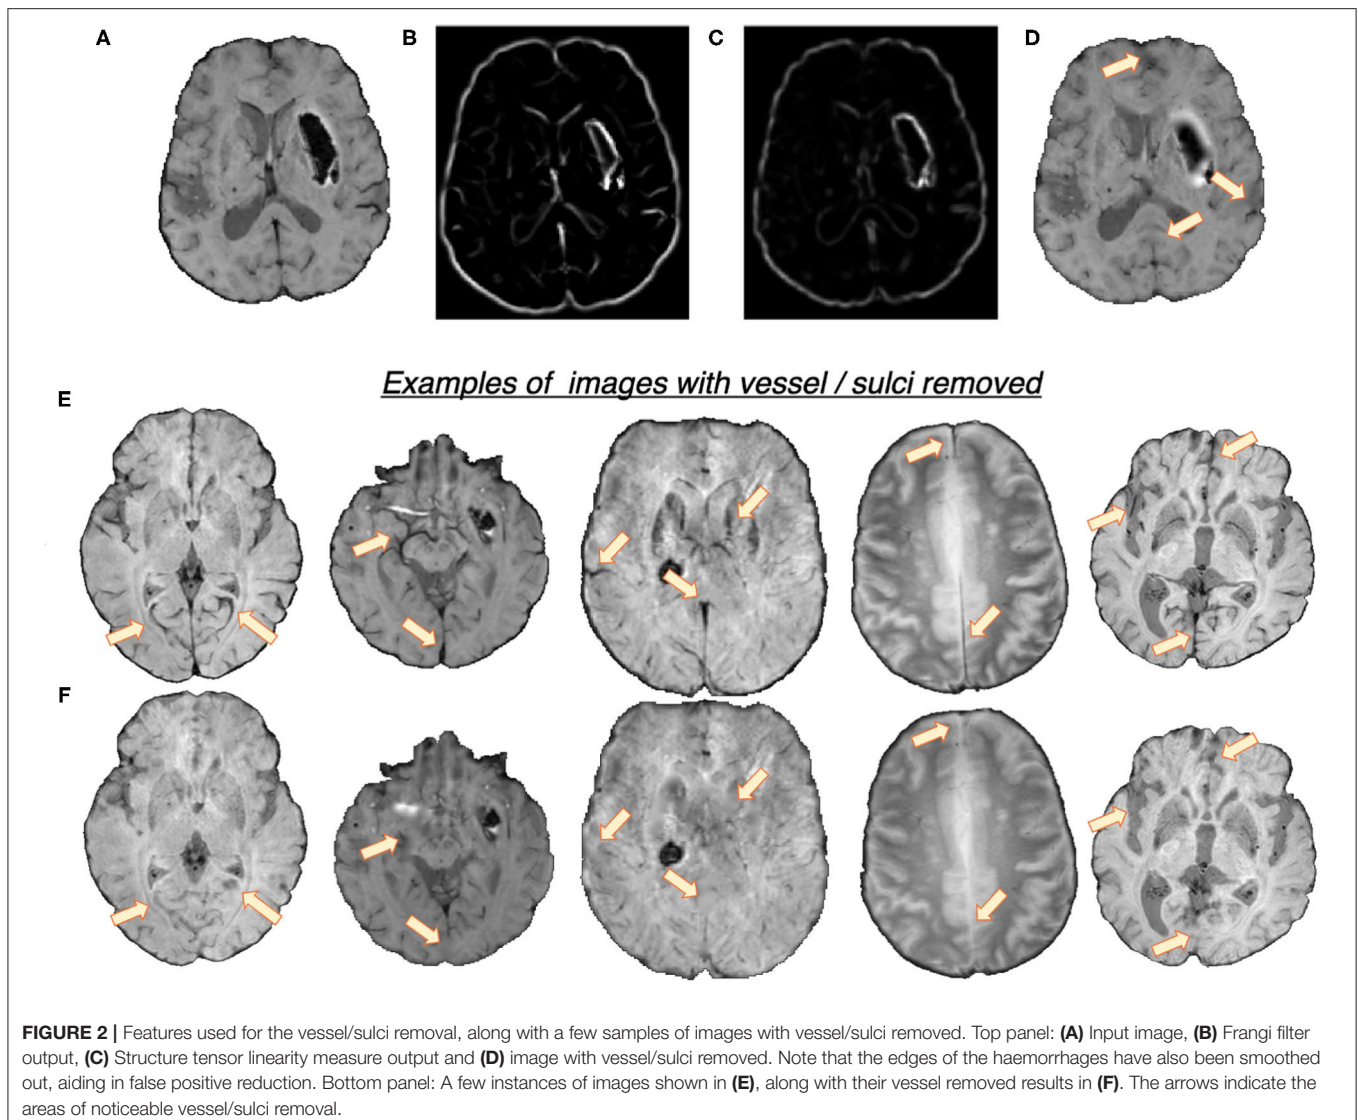 A
B
C
D
Examples of images with vessel / sulci removed
E
F
FIGURE 2 | Features used for the vessel/sulci removal, along with a few samples of images with vessel/sulci removed. Top panel: (A) Input image, (B) Frangi filter
output, (C) Structure tensor linearity measure output and (D) image with vessel/sulci removed. Note that the edges of the haemorrhages have also been smoothed
out, aiding in false positive reduction. Bottom panel: A few instances of images shown in (E), along with their vessel removed results in (F). The arrows indicate the
areas of noticeable vessel/sulci removal.